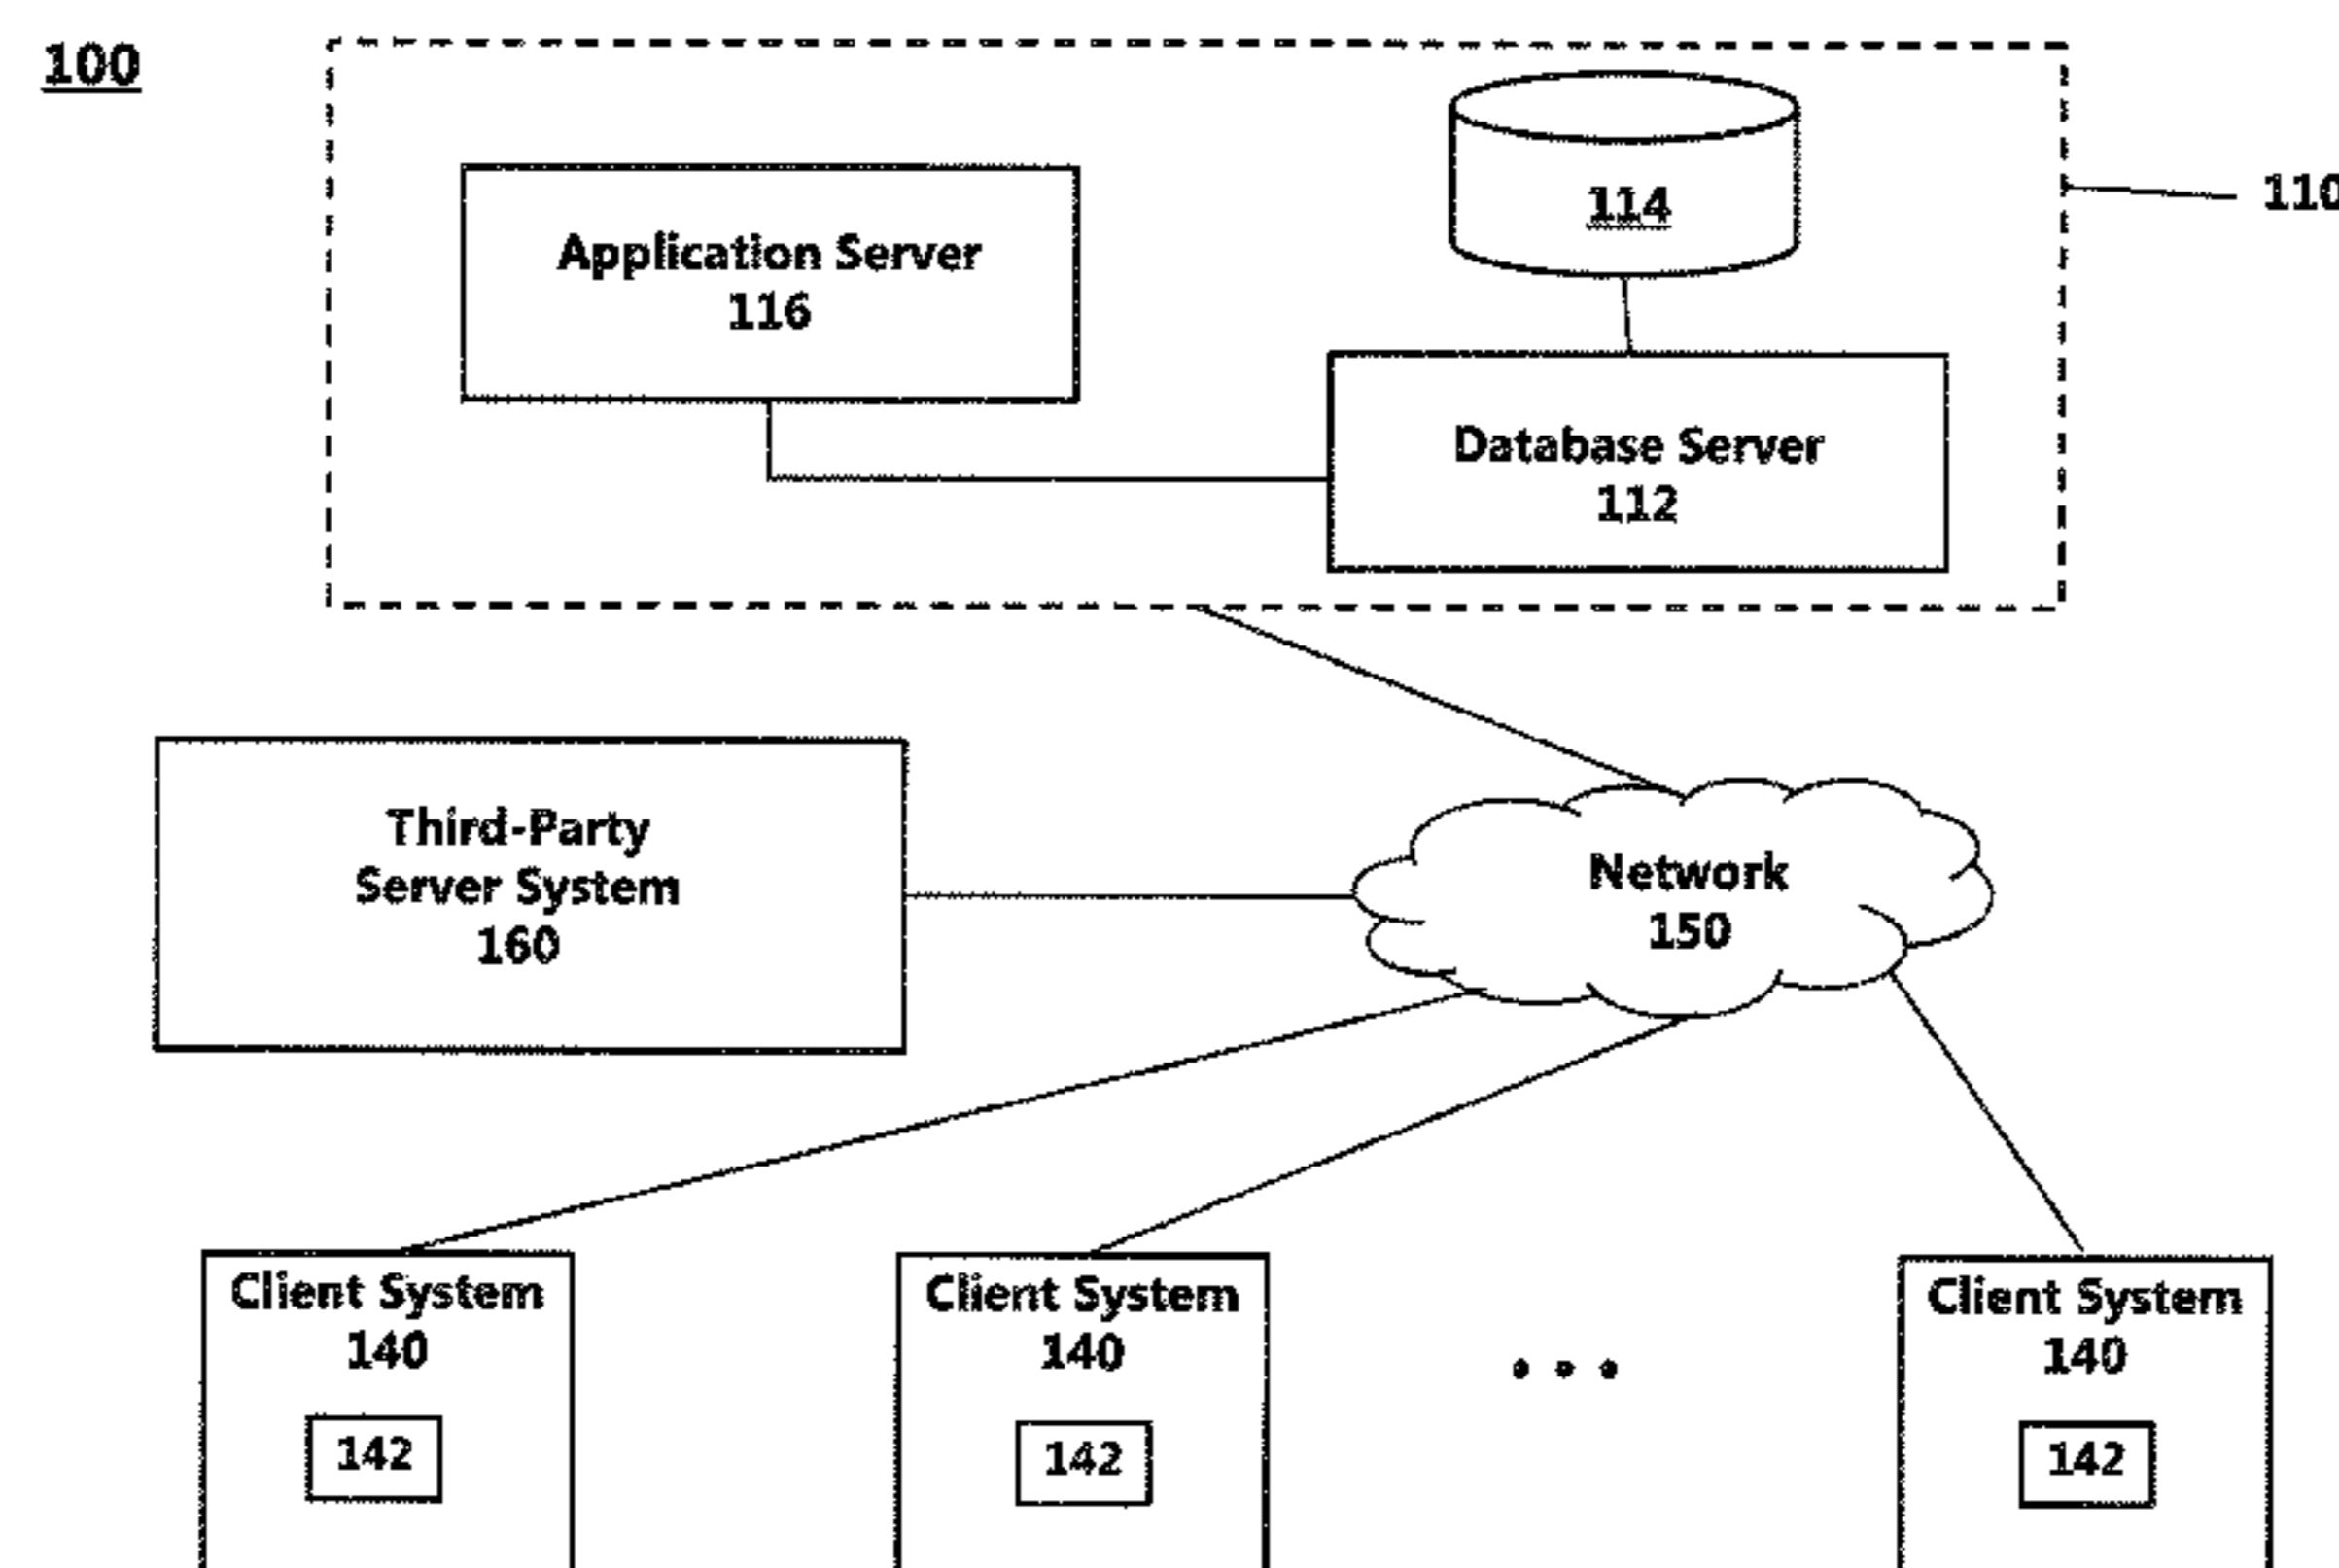 100
114
110
Application Server
116
Database Server
112
Third-Party
Server System
160
Network
150
Client System
140
142
Client System
140
142
Client System
140
142